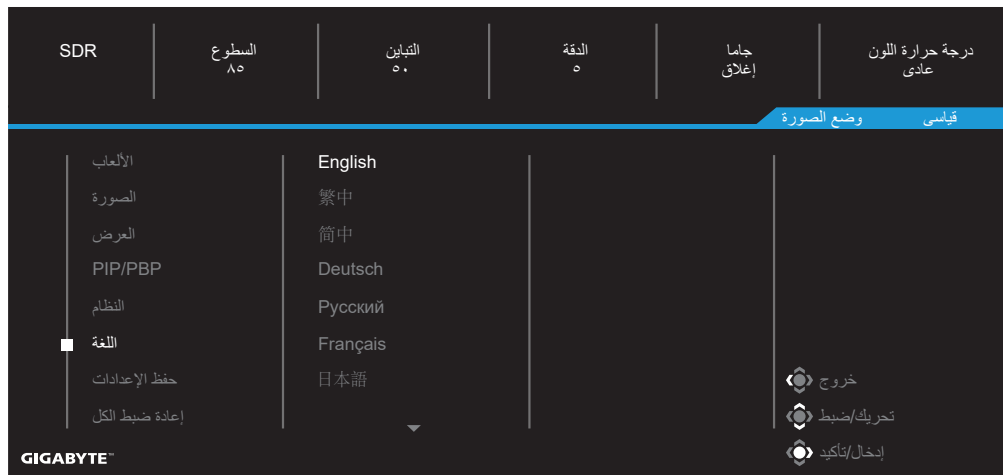 SDR
السطوع
٨٥
التباين
٥٠
الدقة
٥
جاما
إغلاق
درجة حرارة اللون
عادى
وضع الصورة
قياسى
الألعاب
الصورة
العرض
PIP/PBP
النظام
اللغة
حفظ الإعدادات
إعادة ضبط الكل
English
繁中
简中
Deutsch
Русский
Français
日本語
خروج
تحريك/ضبط
إدخال/تأكيد
GIGABYTE™